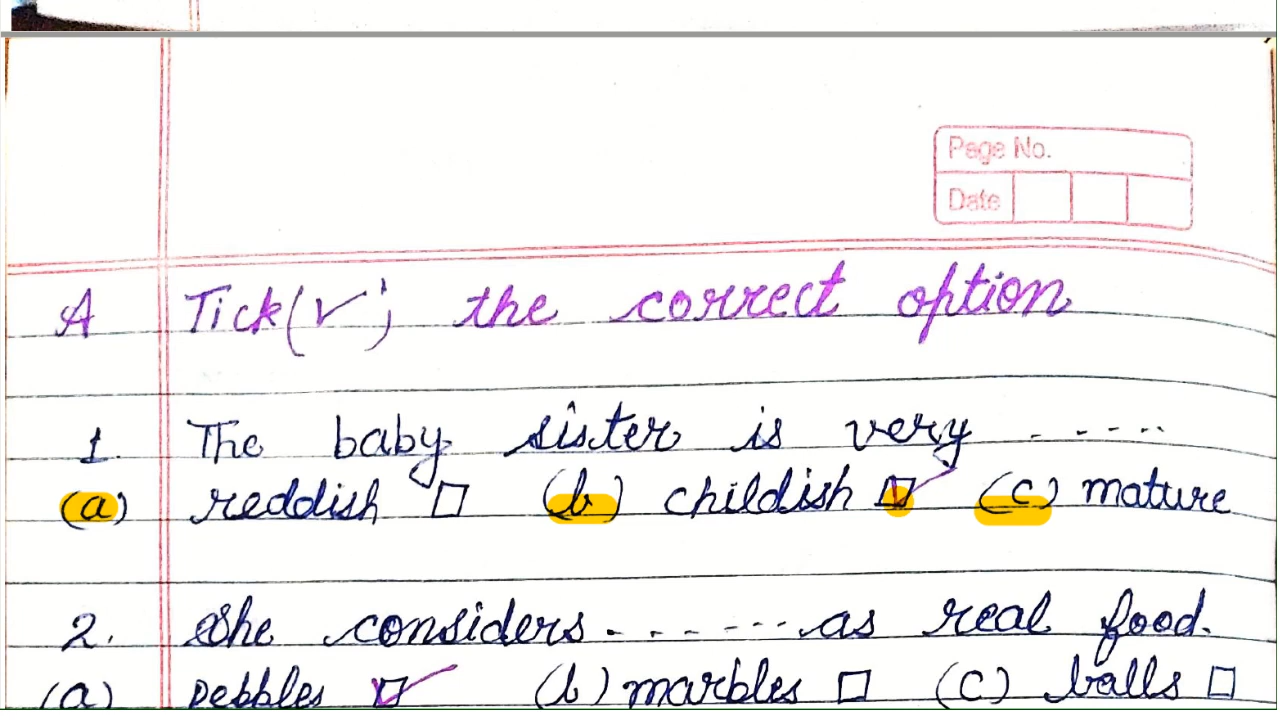 Page No.
Date
A Tick(✓) the correct option
1. The baby sister is very -----
(a) reddish ☐ (b) childish ☑ (c) mature
2. She considers ------- as real food.
(a) pebbles ☑ (b) marbles ☐ (c) balls ☐